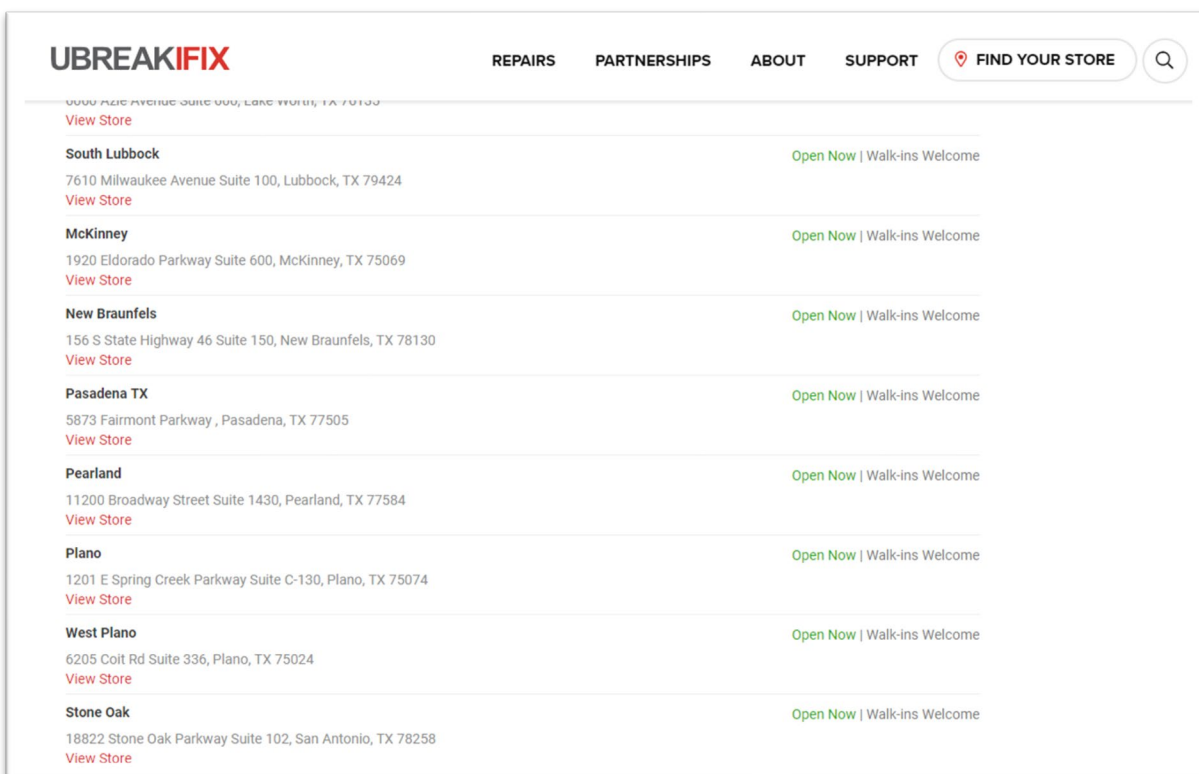 UBREAKIFIX
REPAIRS PARTNERSHIPS ABOUT SUPPORT FIND YOUR STORE
Azie Avenue Suite Lake Worth, TX
View Store
South Lubbock Open Now | Walk-ins Welcome
7610 Milwaukee Avenue Suite 100, Lubbock, TX 79424
View Store
McKinney Open Now | Walk-ins Welcome
1920 Eldorado Parkway Suite 600, McKinney, TX 75069
View Store
New Braunfels Open Now | Walk-ins Welcome
156 S State Highway 46 Suite 150, New Braunfels, TX 78130
View Store
Pasadena TX Open Now | Walk-ins Welcome
5873 Fairmont Parkway , Pasadena, TX 77505
View Store
Pearland Open Now | Walk-ins Welcome
11200 Broadway Street Suite 1430, Pearland, TX 77584
View Store
Plano Open Now | Walk-ins Welcome
1201 E Spring Creek Parkway Suite C-130, Plano, TX 75074
View Store
West Plano Open Now | Walk-ins Welcome
6205 Coit Rd Suite 336, Plano, TX 75024
View Store
Stone Oak Open Now | Walk-ins Welcome
18822 Stone Oak Parkway Suite 102, San Antonio, TX 78258
View Store